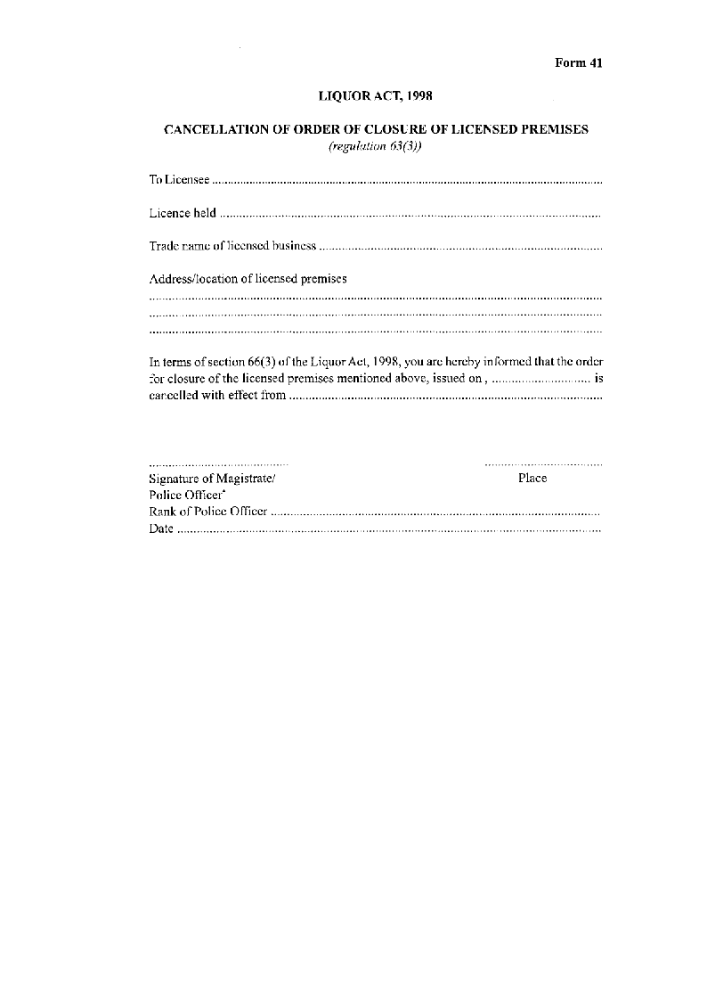 Form 41
LIQUOR ACT, 1998
CANCELLATION OF ORDER OF CLOSURE OF LICENSED PREMISES
(regulation 63(3))
To Licensee ........................................................................................................................
Licence held .....................................................................................................................
Trade name of licensed business .......................................................................................
Address/location of licensed premises
...........................................................................................................................................
...........................................................................................................................................
...........................................................................................................................................
In terms of section 66(3) of the Liquor Act, 1998, you are hereby informed that the order
for closure of the licensed premises mentioned above, issued on , .............................. is
cancelled with effect from ................................................................................................
........................................... ....................................
Signature of Magistrate/ Place
Police Officer*
Rank of Police Officer .....................................................................................................
Date ..................................................................................................................................